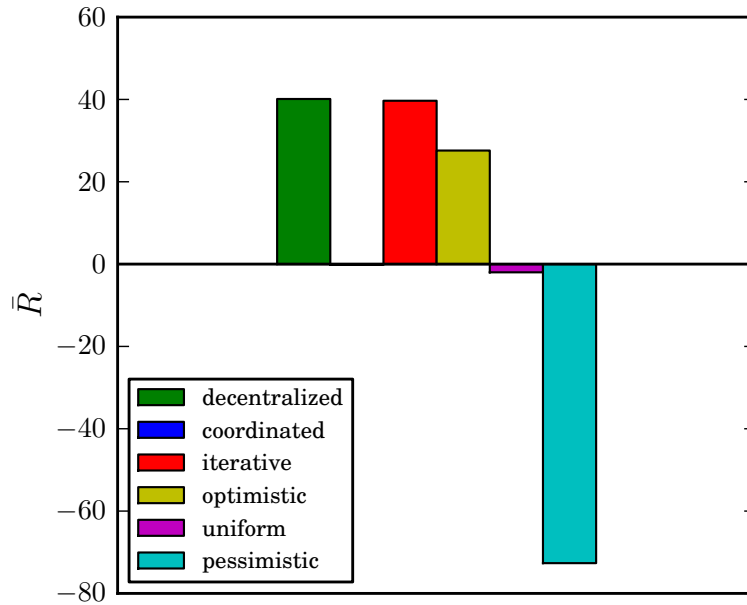 60
40
20
0
−20
−40
−60
−80
R̄
decentralized
coordinated
iterative
optimistic
uniform
pessimistic